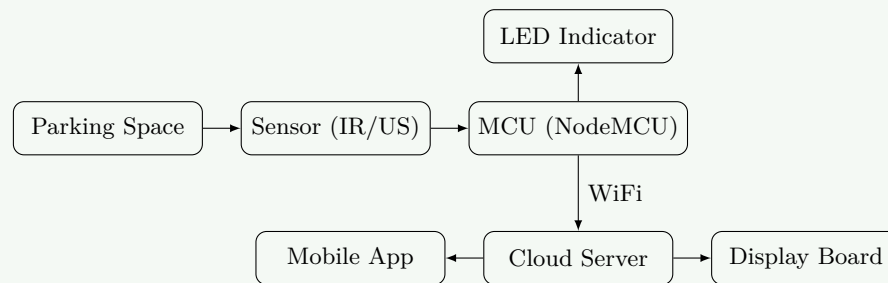 LED Indicator
Parking Space
Sensor (IR/US)
MCU (NodeMCU)
WiFi
Mobile App
Cloud Server
Display Board